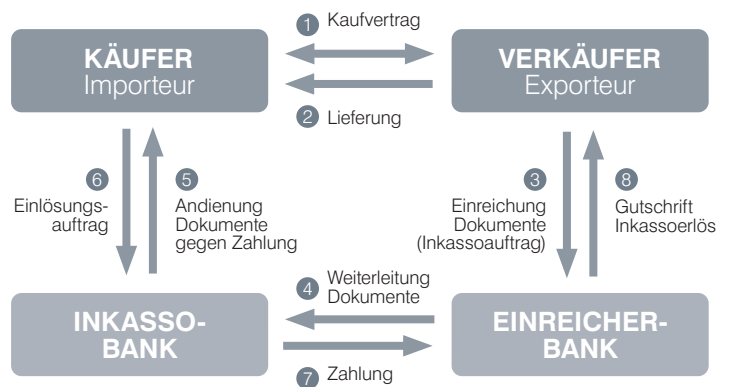 1 Kaufvertrag
KÄUFER
Importeur
VERKÄUFER
Exporteur
2 Lieferung
6
Einlösungs-
auftrag
5
Andienung
Dokumente
gegen Zahlung
3
Einreichung
Dokumente
(Inkassoauftrag)
8
Gutschrift
Inkassoerlös
4 Weiterleitung
Dokumente
INKASSO-
BANK
EINREICHER-
BANK
7 Zahlung